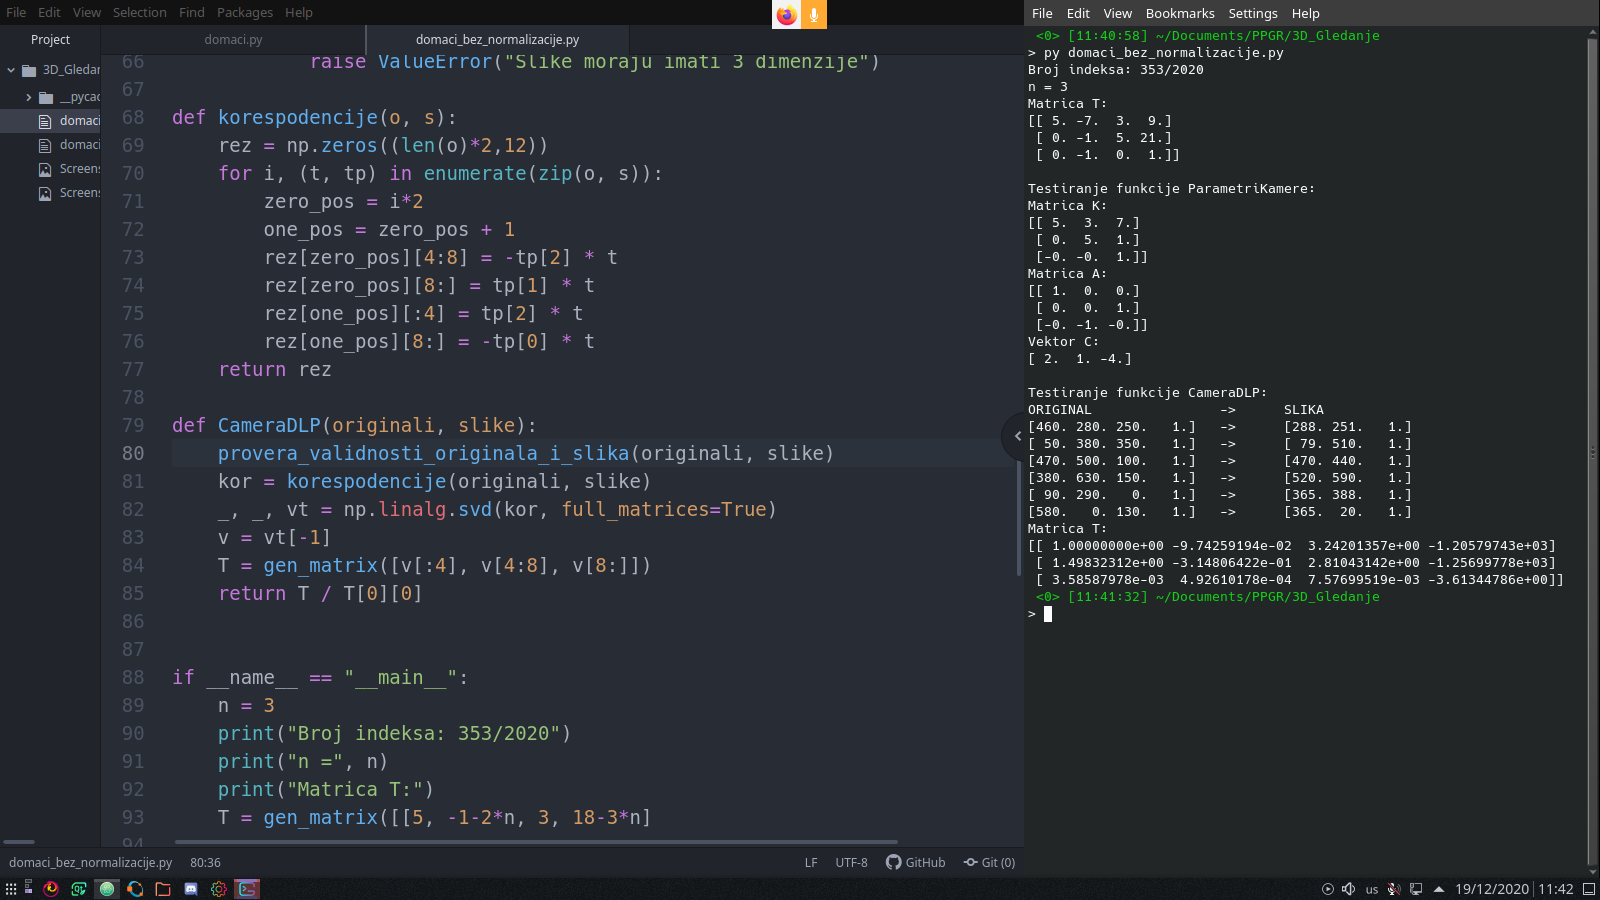 File Edit View Selection Find Packages Help
Project
3D_Gledar
__pycac
domaci
domaci
Screens
Screens
domaci.py
domaci_bez_normalizacije.py
66 raise ValueError("Slike moraju imati 3 dimenzije")
67
68 def korespodencije(o, s):
69 rez = np.zeros((len(o)*2,12))
70 for i, (t, tp) in enumerate(zip(o, s)):
71 zero_pos = i*2
72 one_pos = zero_pos + 1
73 rez[zero_pos][4:8] = -tp[2] * t
74 rez[zero_pos][8:] = tp[1] * t
75 rez[one_pos][:4] = tp[2] * t
76 rez[one_pos][8:] = -tp[0] * t
77 return rez
78
79 def CameraDLP(originali, slike):
80 provera_validnosti_originala_i_slika(originali, slike)
81 kor = korespodencije(originali, slike)
82 _, _, vt = np.linalg.svd(kor, full_matrices=True)
83 v = vt[-1]
84 T = gen_matrix([v[:4], v[4:8], v[8:]])
85 return T / T[0][0]
86
87
88 if __name__ == "__main__":
89 n = 3
90 print("Broj indeksa: 353/2020")
91 print("n =", n)
92 print("Matrica T:")
93 T = gen_matrix([[5, -1-2*n, 3, 18-3*n]
94
domaci_bez_normalizacije.py 80:36 LF UTF-8 GitHub Git (0)
File Edit View Bookmarks Settings Help
<0> [11:40:58] ~/Documents/PPGR/3D_Gledanje
> py domaci_bez_normalizacije.py
Broj indeksa: 353/2020
n = 3
Matrica T:
[[ 5. -7. 3. 9.]
[ 0. -1. 5. 21.]
[ 0. -1. 0. 1.]]
Testiranje funkcije ParametriKamere:
Matrica K:
[[ 5. 3. 7.]
[ 0. 5. 1.]
[-0. -0. 1.]]
Matrica A:
[[ 1. 0. 0.]
[ 0. 0. 1.]
[-0. -1. -0.]]
Vektor C:
[ 2. 1. -4.]
Testiranje funkcije CameraDLP:
ORIGINAL -> SLIKA
[460. 280. 250. 1.] -> [288. 251. 1.]
[ 50. 380. 350. 1.] -> [ 79. 510. 1.]
[470. 500. 100. 1.] -> [470. 440. 1.]
[380. 630. 150. 1.] -> [520. 590. 1.]
[ 90. 290. 0. 1.] -> [365. 388. 1.]
[580. 0. 130. 1.] -> [365. 20. 1.]
Matrica T:
[[ 1.00000000e+00 -9.74259194e-02 3.24201357e+00 -1.20579743e+03]
[ 1.49832312e+00 -3.14806422e-01 2.81043142e+00 -1.25699778e+03]
[ 3.58587978e-03 4.92610178e-04 7.57699519e-03 -3.61344786e+00]]
<0> [11:41:32] ~/Documents/PPGR/3D_Gledanje
>
us 19/12/2020 11:42